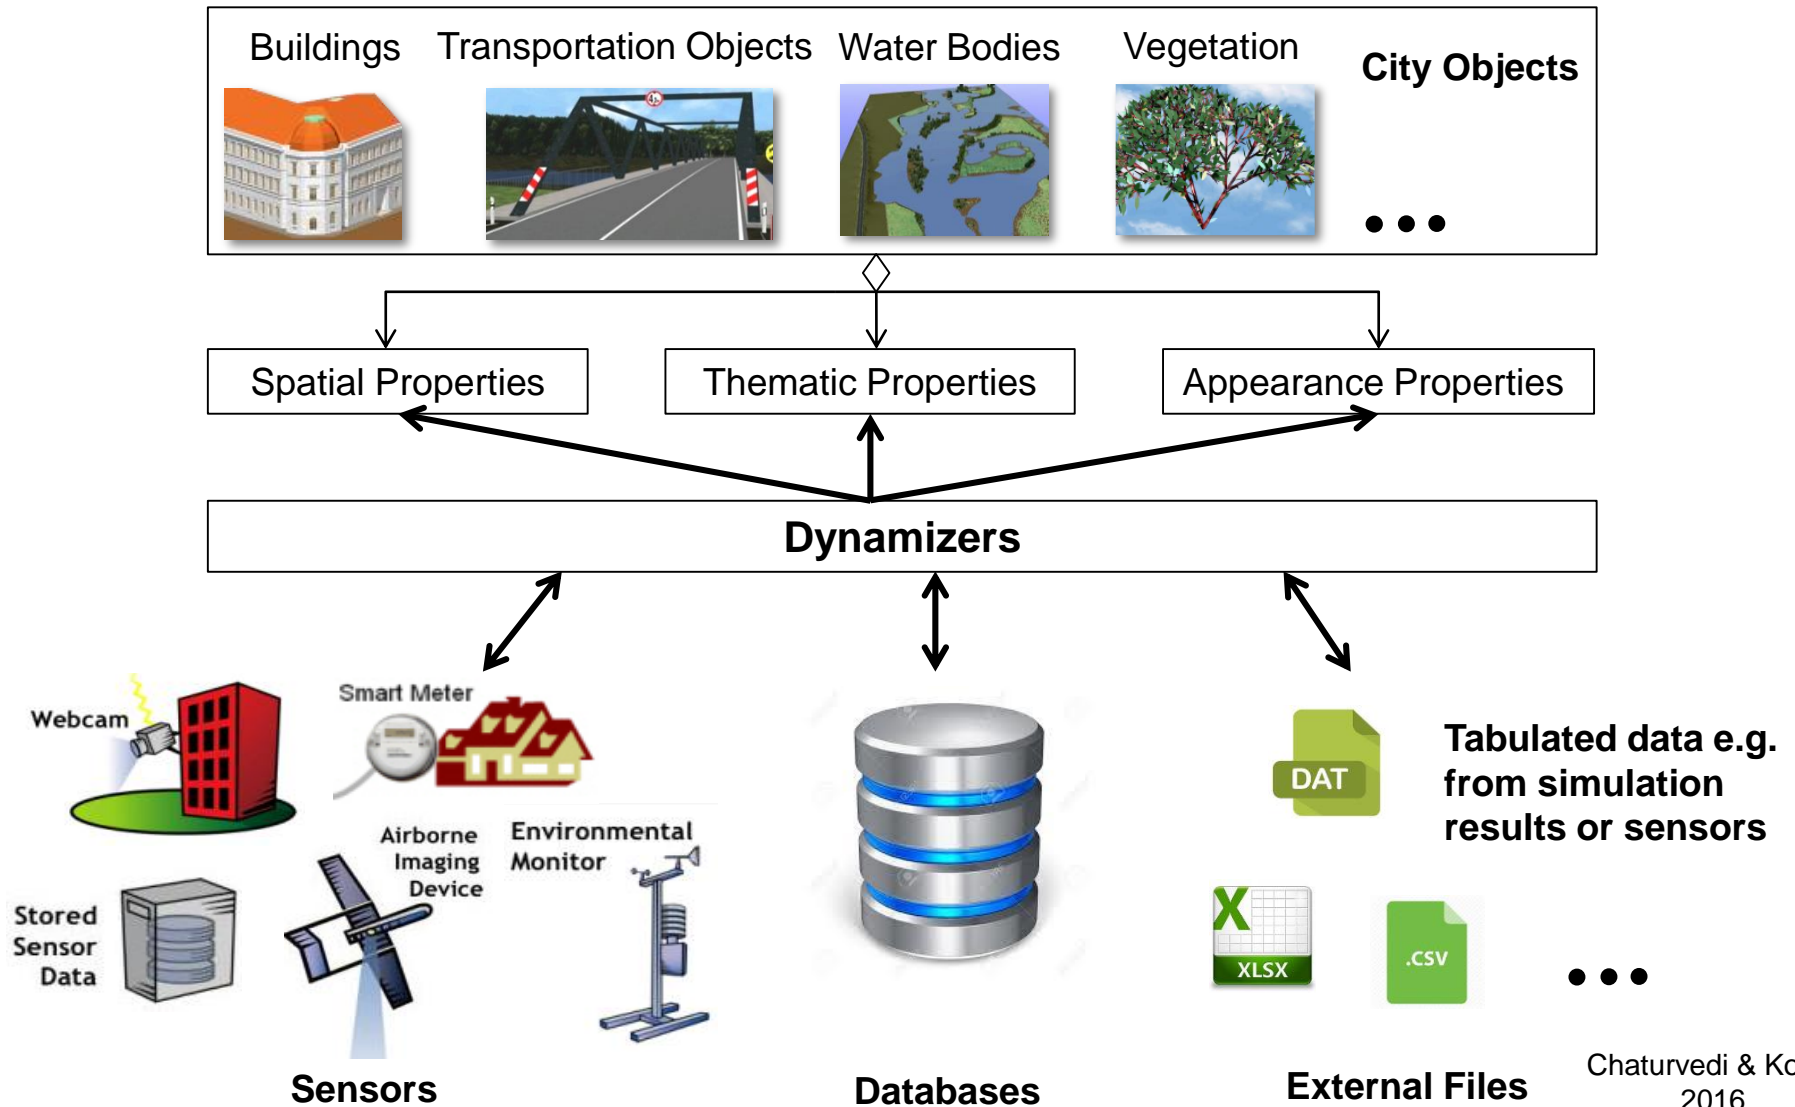 Buildings
Transportation Objects
Water Bodies
Vegetation
City Objects
•••
Spatial Properties
Thematic Properties
Appearance Properties
Dynamizers
Webcam
Smart Meter
Airborne
Imaging
Device
Environmental
Monitor
Stored
Sensor
Data
DAT
Tabulated data e.g.
from simulation
results or sensors
XLSX
.CSV
•••
Sensors
Databases
External Files
Chaturvedi &
2016